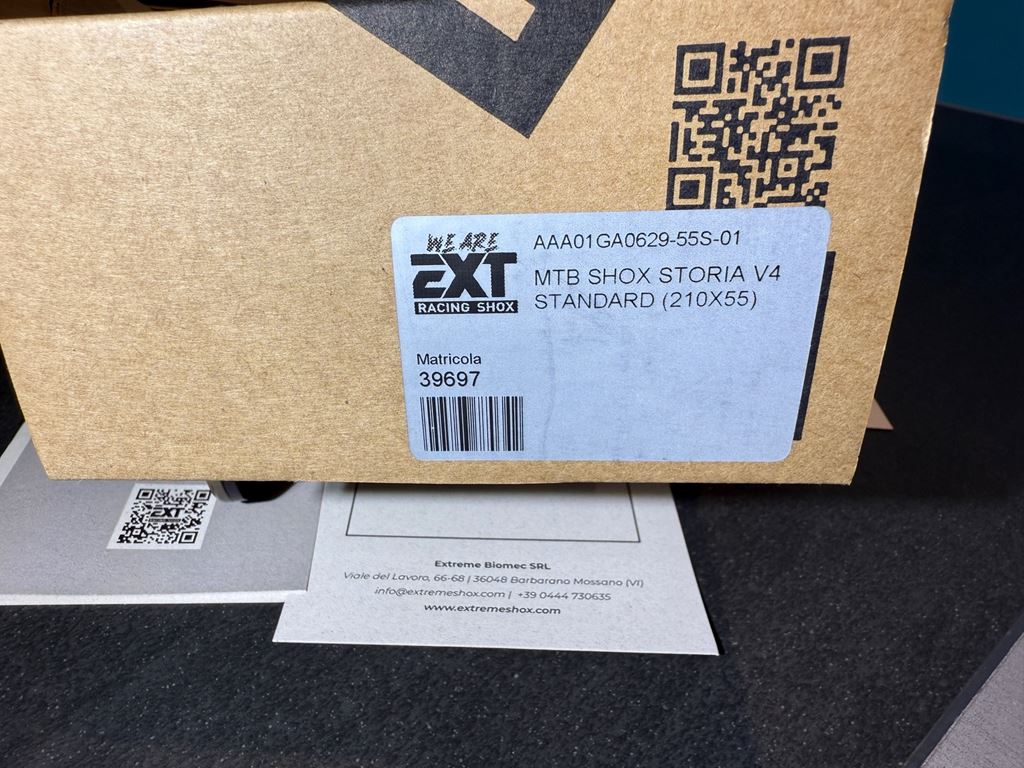 WE ARE
EXT
RACING SHOX
AAA01GA0629-55S-01
MTB SHOX STORIA V4
STANDARD (210X55)
Matricola
39697
EXT
Extreme Biomec SRL
Viale del Lavoro, 66-68 | 36048 Barbarano Mossano (VI)
info@extremeshox.com | +39 0444 730635
www.extremeshox.com